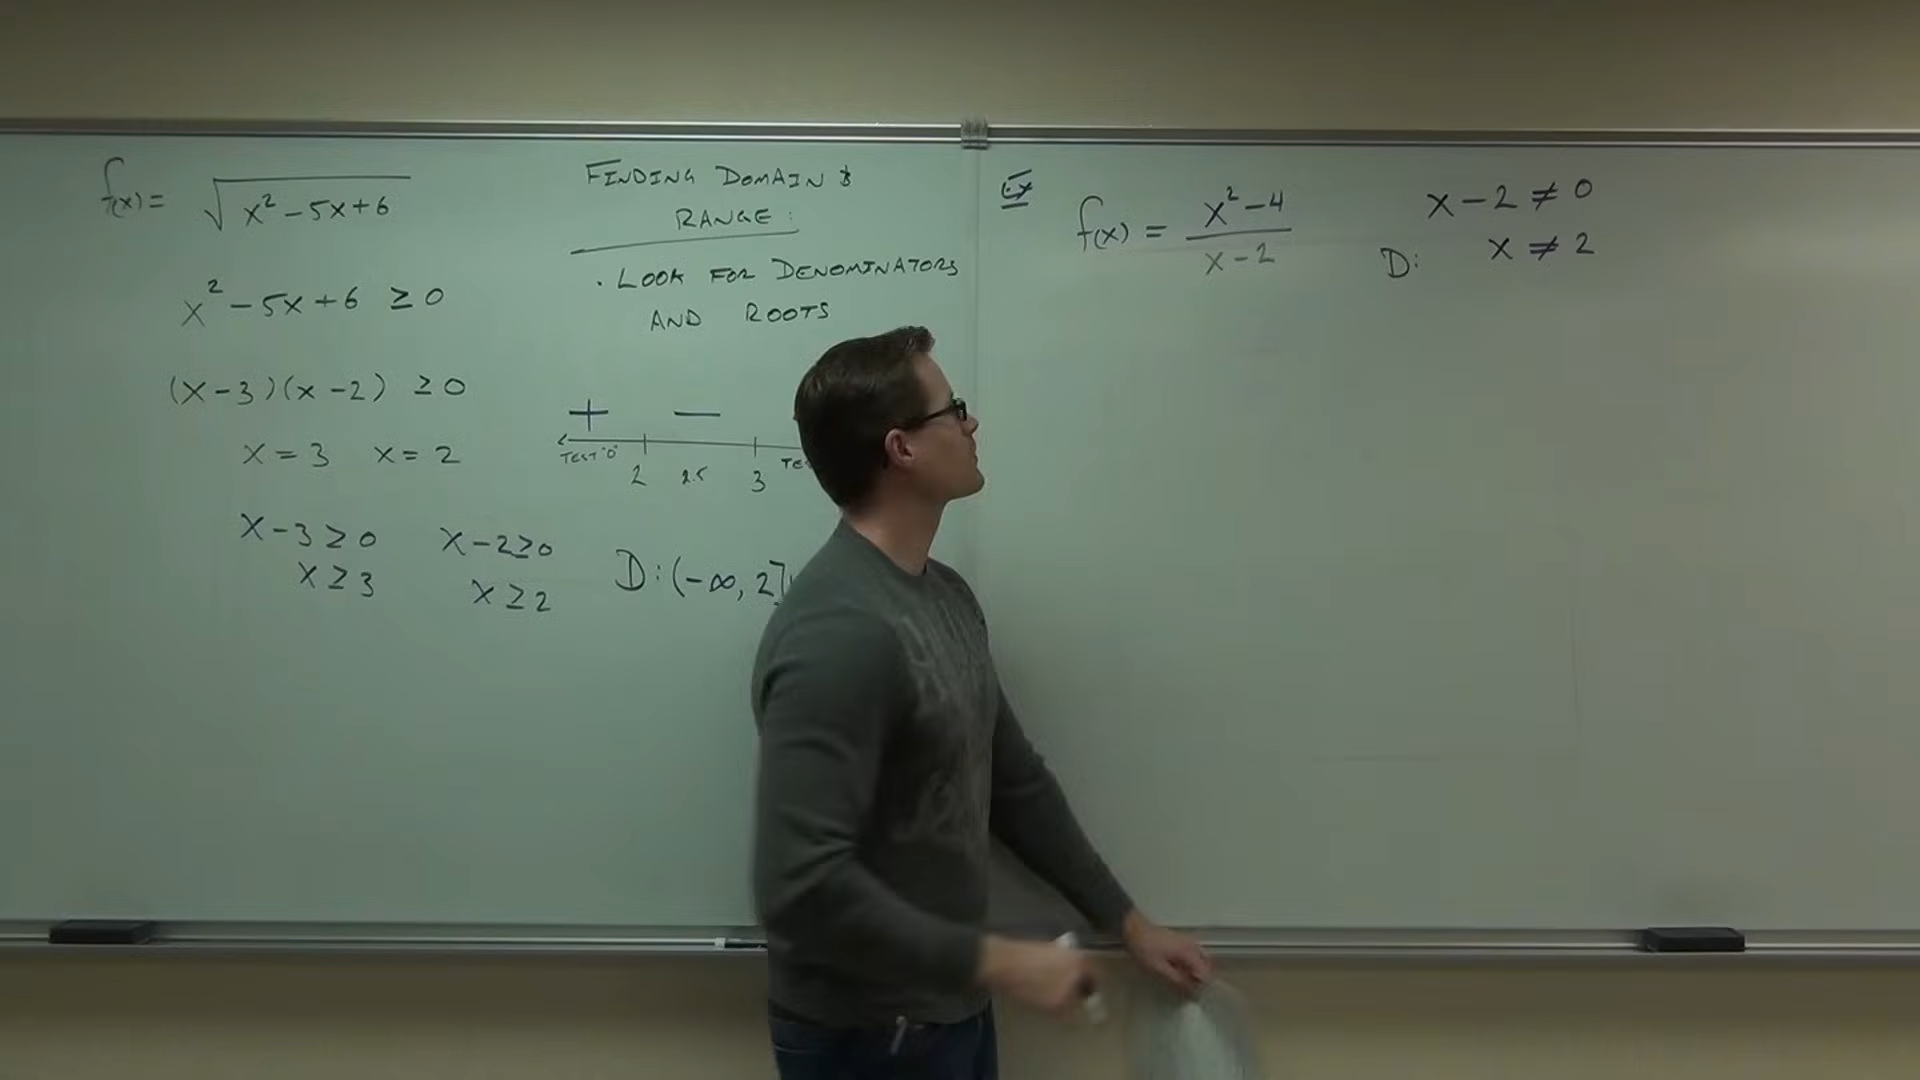 f(x) = √(x² - 5x + 6)
x² - 5x + 6 ≥ 0
(x - 3)(x - 2) ≥ 0
x = 3 x = 2
x - 3 ≥ 0 x - 2 ≥ 0
x ≥ 3 x ≥ 2
FINDING DOMAIN &
RANGE:
· LOOK FOR DENOMINATORS
AND ROOTS
+ −
TEST "0" 2 2.5 3
D: (-∞, 2]
Ex
f(x) = (x² - 4)/(x - 2)
x - 2 ≠ 0
D: x ≠ 2